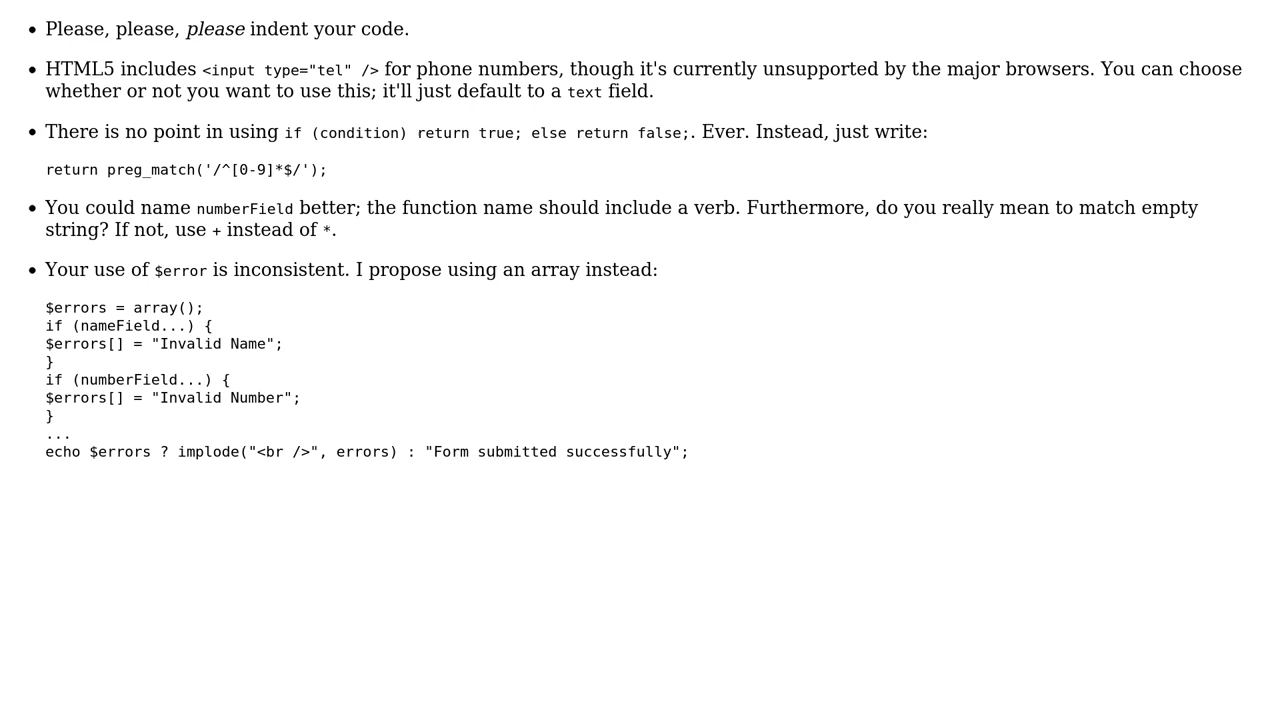 • Please, please, please indent your code.
• HTML5 includes <input type="tel" /> for phone numbers, though it's currently unsupported by the major browsers. You can choose
whether or not you want to use this; it'll just default to a text field.
• There is no point in using if (condition) return true; else return false;. Ever. Instead, just write:
return preg_match('/^[0-9]*$/');
• You could name numberField better; the function name should include a verb. Furthermore, do you really mean to match empty
string? If not, use + instead of *.
• Your use of $error is inconsistent. I propose using an array instead:
$errors = array();
if (nameField...) {
$errors[] = "Invalid Name";
}
if (numberField...) {
$errors[] = "Invalid Number";
}
...
echo $errors ? implode("<br />", errors) : "Form submitted successfully";